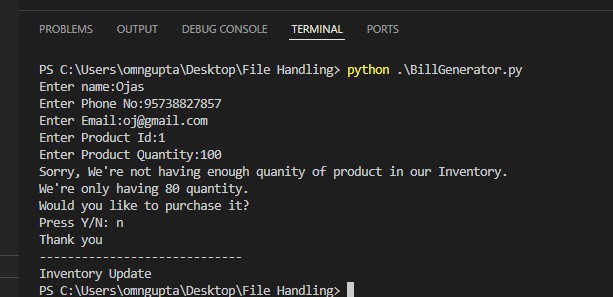 PROBLEMS OUTPUT DEBUG CONSOLE TERMINAL PORTS
PS C:\Users\omngupta\Desktop\File Handling> python .\BillGenerator.py
Enter name:Ojas
Enter Phone No:95738827857
Enter Email:oj@gmail.com
Enter Product Id:1
Enter Product Quantity:100
Sorry, We're not having enough quanity of product in our Inventory.
We're only having 80 quantity.
Would you like to purchase it?
Press Y/N: n
Thank you
----------------------------
Inventory Update
PS C:\Users\omngupta\Desktop\File Handling>